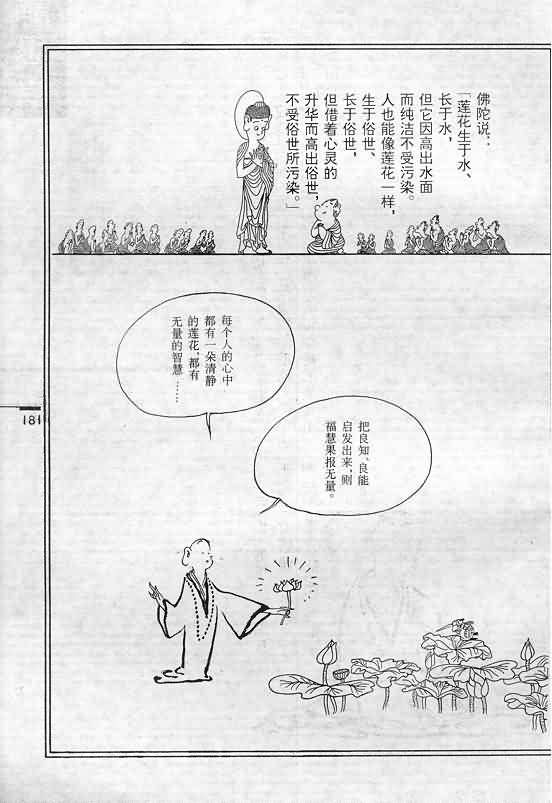 佛陀说：
「莲花生于水、
长于水，
但它因高出水面
而纯洁不受污染。
人也能像莲花一样，
生于俗世、
长于俗世，
但借着心灵的
升华而高出俗世，
不受俗世所污染。」
每个人的心中
都有一朵清静
的莲花，都有
无量的智慧……
把良知、良能
启发出来，则
福慧果报无量。
181